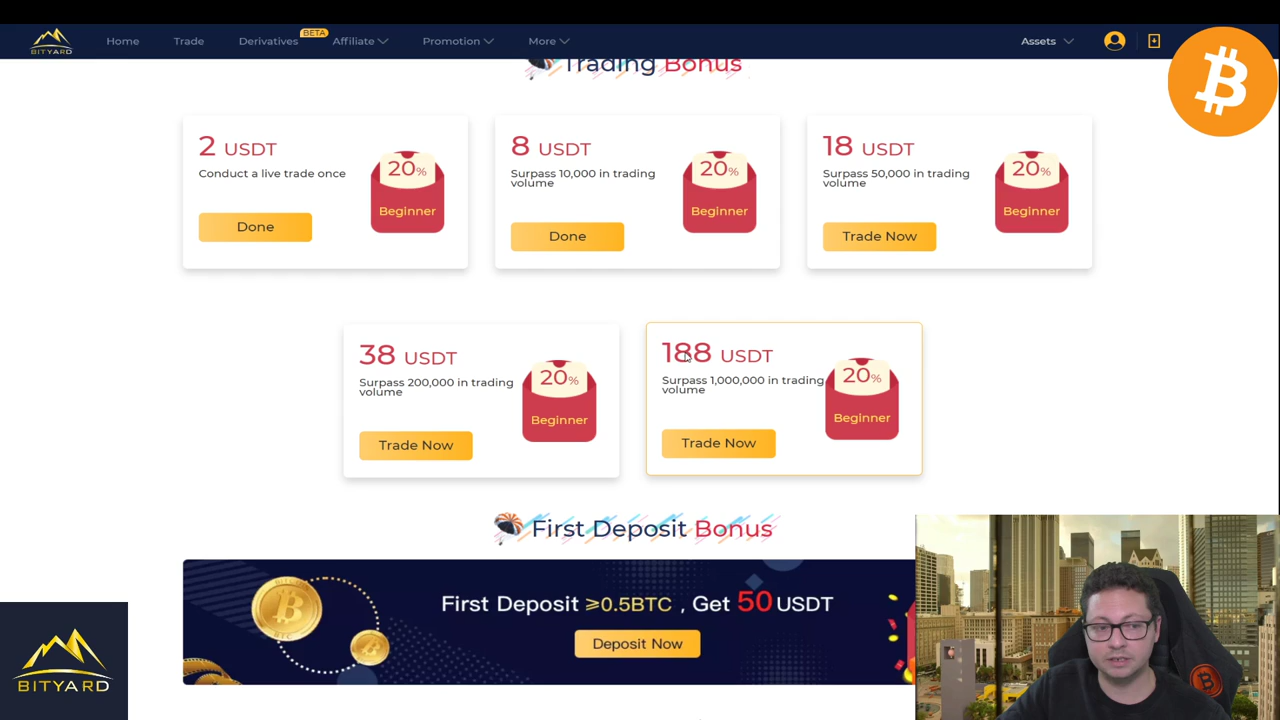 BITYARD
Home
Trade
Derivatives
BETA
Affiliate
Promotion
More
Assets
Trading Bonus
2 USDT
Conduct a live trade once
20%
Beginner
Done
8 USDT
Surpass 10,000 in trading
volume
20%
Beginner
Done
18 USDT
Surpass 50,000 in trading
volume
20%
Beginner
Trade Now
38 USDT
Surpass 200,000 in trading
volume
20%
Beginner
Trade Now
188 USDT
Surpass 1,000,000 in trading
volume
20%
Beginner
Trade Now
First Deposit Bonus
First Deposit ⩾0.5BTC , Get 50 USDT
Deposit Now
BITYARD